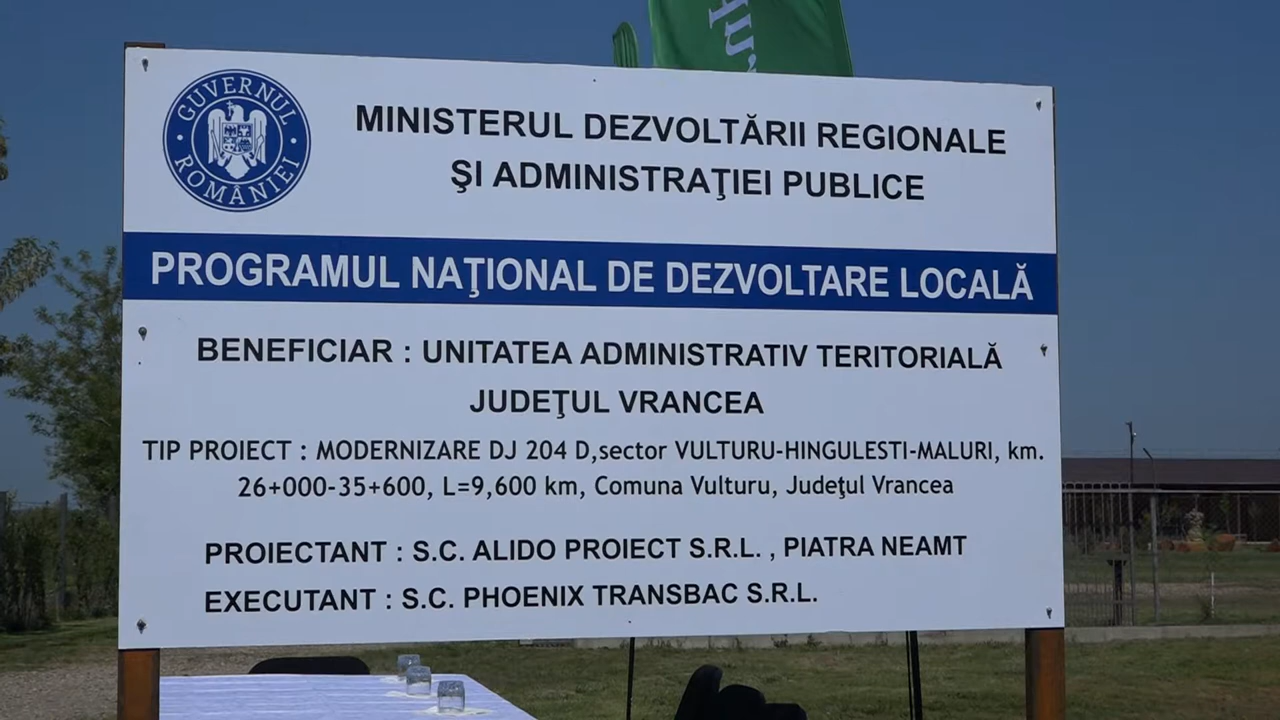 GUVERNUL ROMÂNIEI
MINISTERUL DEZVOLTĂRII REGIONALE
ŞI ADMINISTRAŢIEI PUBLICE
PROGRAMUL NAŢIONAL DE DEZVOLTARE LOCALĂ
BENEFICIAR : UNITATEA ADMINISTRATIV TERITORIALĂ
JUDEŢUL VRANCEA
TIP PROIECT : MODERNIZARE DJ 204 D,sector VULTURU-HINGULESTI-MALURI, km.
26+000-35+600, L=9,600 km, Comuna Vulturu, Judeţul Vrancea
PROIECTANT : S.C. ALIDO PROIECT S.R.L. , PIATRA NEAMT
EXECUTANT : S.C. PHOENIX TRANSBAC S.R.L.